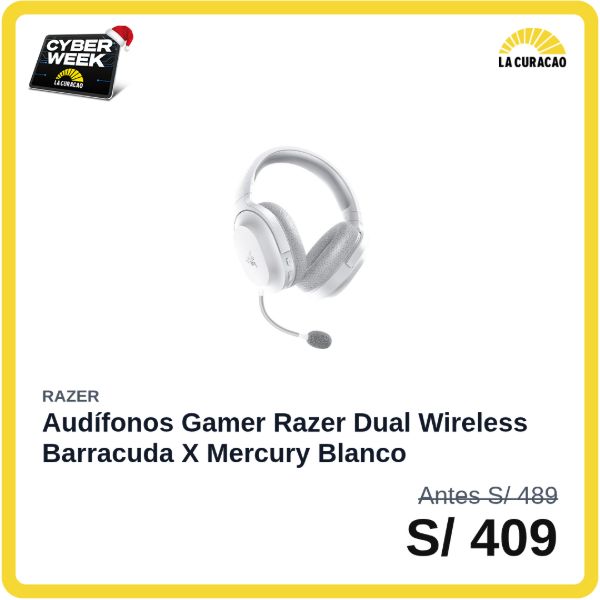 CYBER
WEEK
LA CURACAO
LA CURACAO
RAZER
Audífonos Gamer Razer Dual Wireless
Barracuda X Mercury Blanco
Antes S/ 489
S/ 409